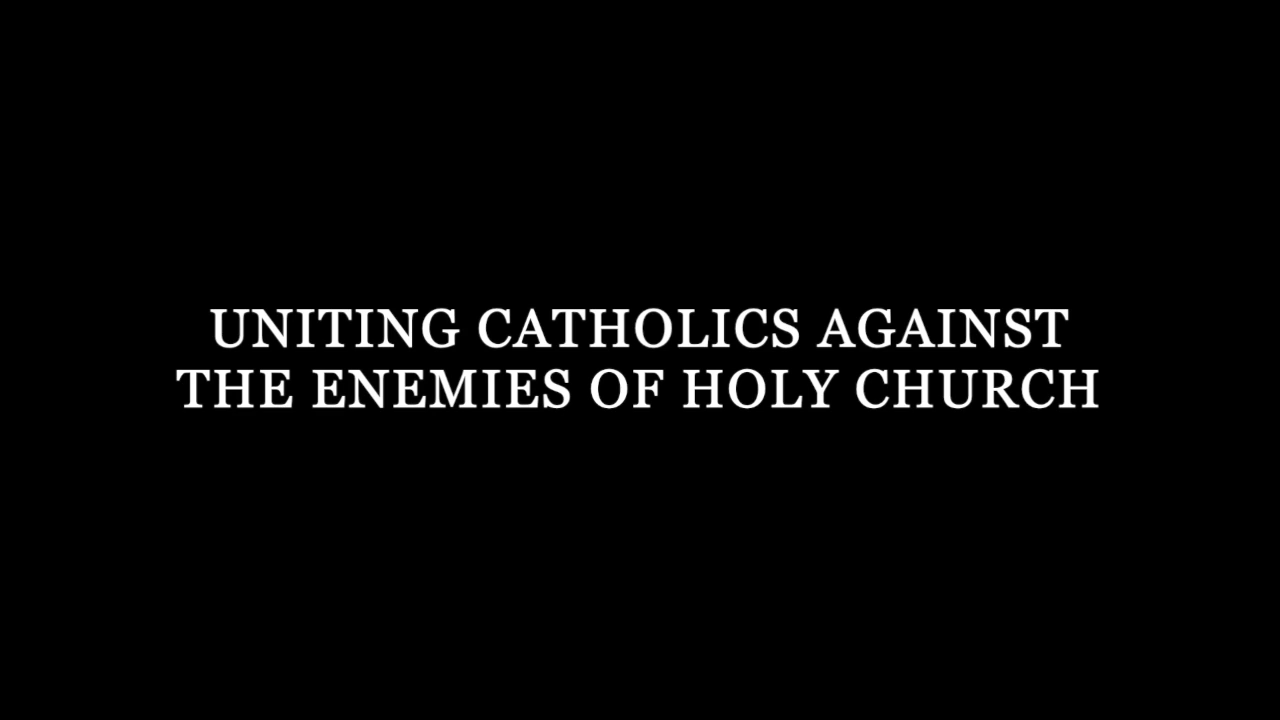 UNITING CATHOLICS AGAINST
THE ENEMIES OF HOLY CHURCH